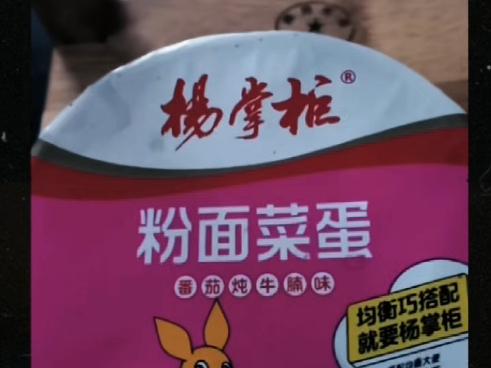 杨掌柜®
粉面菜蛋
番茄炖牛腩味
均衡巧搭配
就要杨掌柜